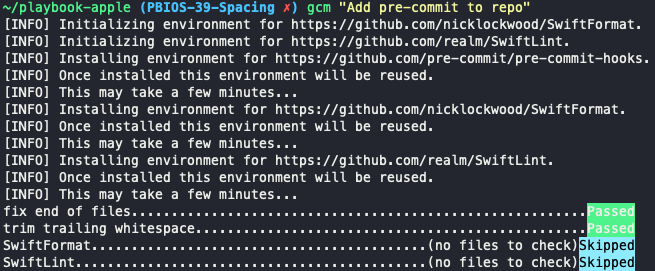 ~/playbook-apple (PBIOS-39-Spacing ✗) gcm "Add pre-commit to repo"
[INFO] Initializing environment for https://github.com/nicklockwood/SwiftFormat.
[INFO] Initializing environment for https://github.com/realm/SwiftLint.
[INFO] Installing environment for https://github.com/pre-commit/pre-commit-hooks.
[INFO] Once installed this environment will be reused.
[INFO] This may take a few minutes...
[INFO] Installing environment for https://github.com/nicklockwood/SwiftFormat.
[INFO] Once installed this environment will be reused.
[INFO] This may take a few minutes...
[INFO] Installing environment for https://github.com/realm/SwiftLint.
[INFO] Once installed this environment will be reused.
[INFO] This may take a few minutes...
fix end of files.........................................................Passed
trim trailing whitespace.................................................Passed
SwiftFormat..........................................(no files to check)Skipped
SwiftLint............................................(no files to check)Skipped